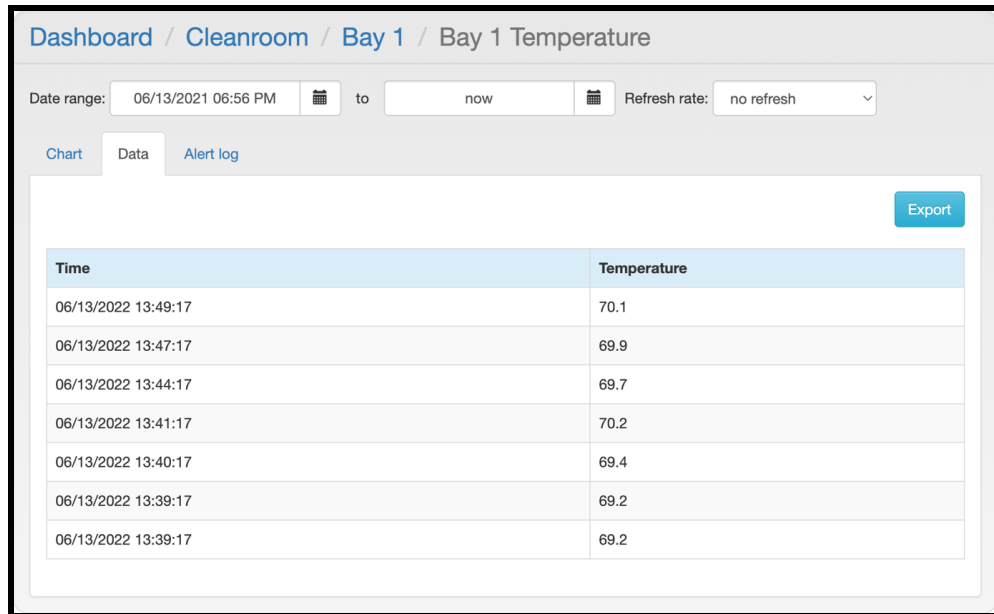 Dashboard / Cleanroom / Bay 1 / Bay 1 Temperature
Date range: 06/13/2021 06:56 PM to now Refresh rate: no refresh
Chart Data Alert log
Export
Time Temperature
06/13/2022 13:49:17 70.1
06/13/2022 13:47:17 69.9
06/13/2022 13:44:17 69.7
06/13/2022 13:41:17 70.2
06/13/2022 13:40:17 69.4
06/13/2022 13:39:17 69.2
06/13/2022 13:39:17 69.2